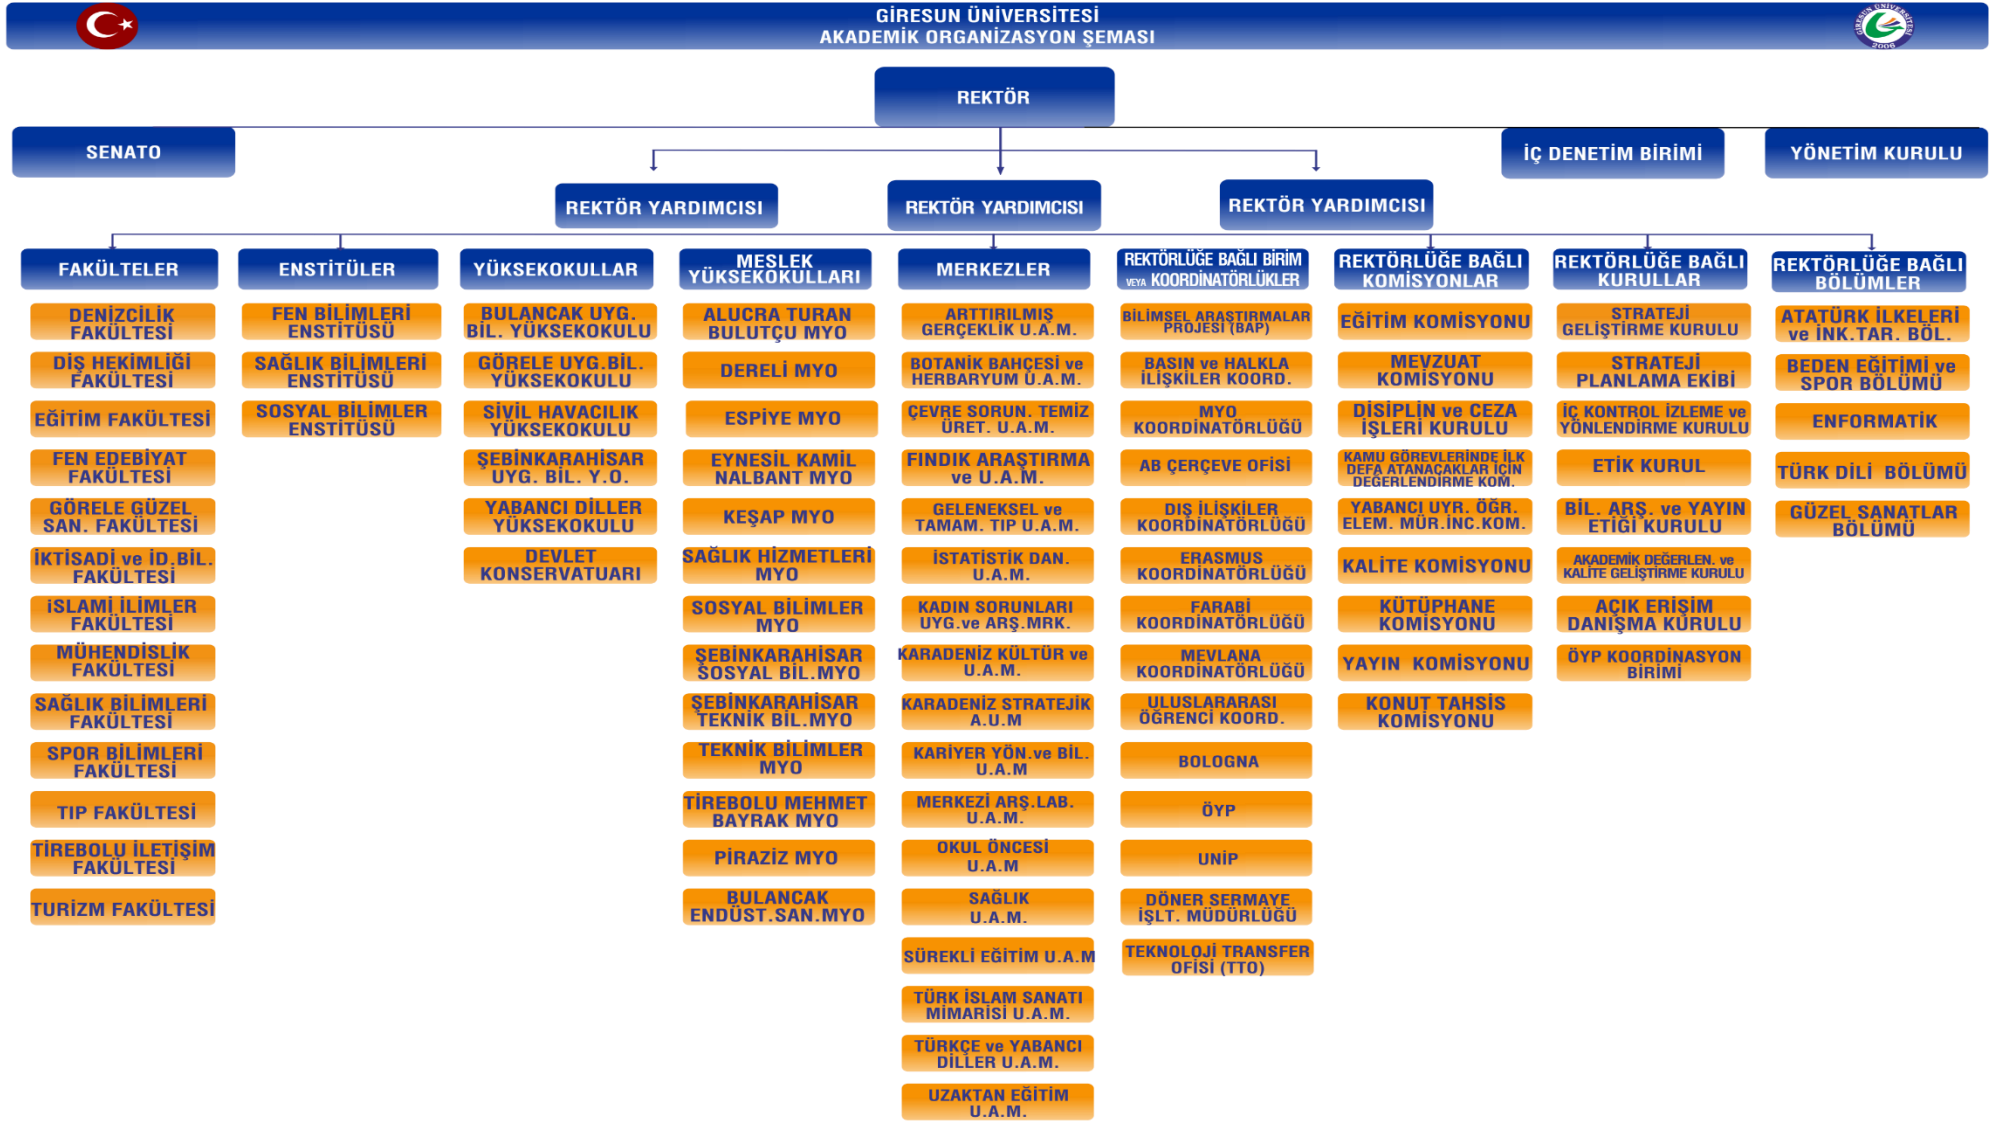 GİRESUN ÜNİVERSİTESİ
AKADEMİK ORGANİZASYON ŞEMASI
GİRESUN ÜNİVERSİTESİ
2006
REKTÖR
SENATO
İÇ DENETİM BİRİMİ
YÖNETİM KURULU
REKTÖR YARDIMCISI
REKTÖR YARDIMCISI
REKTÖR YARDIMCISI
FAKÜLTELER
DENİZCİLİK
FAKÜLTESİ
DİŞ HEKİMLİĞİ
FAKÜLTESİ
EĞİTİM FAKÜLTESİ
FEN EDEBİYAT
FAKÜLTESİ
GÖRELE GÜZEL
SAN. FAKÜLTESİ
İKTİSADİ ve İD.BİL.
FAKÜLTESİ
iSLAMİ İLİMLER
FAKÜLTESİ
MÜHENDİSLİK
FAKÜLTESİ
SAĞLIK BİLİMLERİ
FAKÜLTESİ
SPOR BİLİMLERİ
FAKÜLTESİ
TIP FAKÜLTESİ
TİREBOLU İLETİŞİM
FAKÜLTESİ
TURİZM FAKÜLTESİ
ENSTİTÜLER
FEN BİLİMLERİ
ENSTİTÜSÜ
SAĞLIK BİLİMLERİ
ENSTİTÜSÜ
SOSYAL BİLİMLER
ENSTİTÜSÜ
YÜKSEKOKULLAR
BULANCAK UYG.
BİL. YÜKSEKOKULU
GÖRELE UYG.BİL.
YÜKSEKOKULU
SİVİL HAVACILIK
YÜKSEKOKULU
ŞEBİNKARAHİSAR
UYG. BİL. Y.O.
YABANCI DİLLER
YÜKSEKOKULU
DEVLET
KONSERVATUARI
MESLEK
YÜKSEKOKULLARI
ALUCRA TURAN
BULUTÇU MYO
DERELİ MYO
ESPİYE MYO
EYNESİL KAMİL
NALBANT MYO
KEŞAP MYO
SAĞLIK HİZMETLERİ
MYO
SOSYAL BİLİMLER
MYO
ŞEBİNKARAHİSAR
SOSYAL BİL.MYO
ŞEBİNKARAHİSAR
TEKNİK BİL.MYO
TEKNİK BİLİMLER
MYO
TİREBOLU MEHMET
BAYRAK MYO
PİRAZİZ MYO
BULANCAK
ENDÜST.SAN.MYO
MERKEZLER
ARTTIRILMIŞ
GERÇEKLİK U.A.M.
BOTANİK BAHÇESİ ve
HERBARYUM U.A.M.
ÇEVRE SORUN. TEMİZ
ÜRET. U.A.M.
FINDIK ARAŞTIRMA
ve U.A.M.
GELENEKSEL ve
TAMAM. TIP U.A.M.
İSTATİSTİK DAN.
U.A.M.
KADIN SORUNLARI
UYG.ve ARŞ.MRK.
KARADENİZ KÜLTÜR ve
U.A.M.
KARADENİZ STRATEJİK
A.U.M
KARİYER YÖN.ve BİL.
U.A.M
MERKEZİ ARŞ.LAB.
U.A.M.
OKUL ÖNCESİ
U.A.M
SAĞLIK
U.A.M.
SÜREKLİ EĞİTİM U.A.M
TÜRK İSLAM SANATI
MİMARİSİ U.A.M.
TÜRKÇE ve YABANCI
DİLLER U.A.M.
UZAKTAN EĞİTİM
U.A.M.
REKTÖRLÜĞE BAĞLI BİRİM
VEYA KOORDİNATÖRLÜKLER
BİLİMSEL ARAŞTIRMALAR
PROJESİ (BAP)
BASIN ve HALKLA
İLİŞKİLER KOORD.
MYO
KOORDİNATÖRLÜĞÜ
AB ÇERÇEVE OFİSİ
DIŞ İLİŞKİLER
KOORDİNATÖRLÜĞÜ
ERASMUS
KOORDİNATÖRLÜĞÜ
FARABİ
KOORDİNATÖRLÜĞÜ
MEVLANA
KOORDİNATÖRLÜĞÜ
ULUSLARARASI
ÖĞRENCİ KOORD.
BOLOGNA
ÖYP
UNİP
DÖNER SERMAYE
İŞLT. MÜDÜRLÜĞÜ
TEKNOLOJİ TRANSFER
OFİSİ (TTO)
REKTÖRLÜĞE BAĞLI
KOMİSYONLAR
EĞİTİM KOMİSYONU
MEVZUAT
KOMİSYONU
DİSİPLİN ve CEZA
İŞLERİ KURULU
KAMU GÖREVLERİNDE İLK
DEFA ATANAÇAKLAR İÇİN
DEĞERLENDİRME KOM.
YABANCI UYR. ÖĞR.
ELEM. MÜR.İNC.KOM.
KALİTE KOMİSYONU
KÜTÜPHANE
KOMİSYONU
YAYIN KOMİSYONU
KONUT TAHSİS
KOMİSYONU
REKTÖRLÜĞE BAĞLI
KURULLAR
STRATEJİ
GELİŞTİRME KURULU
STRATEJİ
PLANLAMA EKİBİ
İÇ KONTROL İZLEME ve
YÖNLENDİRME KURULU
ETİK KURUL
BİL. ARŞ. ve YAYIN
ETİĞİ KURULU
AKADEMİK DEĞERLEN. ve
KALİTE GELİŞTİRME KURULU
AÇIK ERİŞİM
DANIŞMA KURULU
ÖYP KOORDİNASYON
BİRİMİ
REKTÖRLÜĞE BAĞLI
BÖLÜMLER
ATATÜRK İLKELERİ
ve İNK.TAR. BÖL.
BEDEN EĞİTİMİ ve
SPOR BÖLÜMÜ
ENFORMATİK
TÜRK DİLİ BÖLÜMÜ
GÜZEL SANATLAR
BÖLÜMÜ